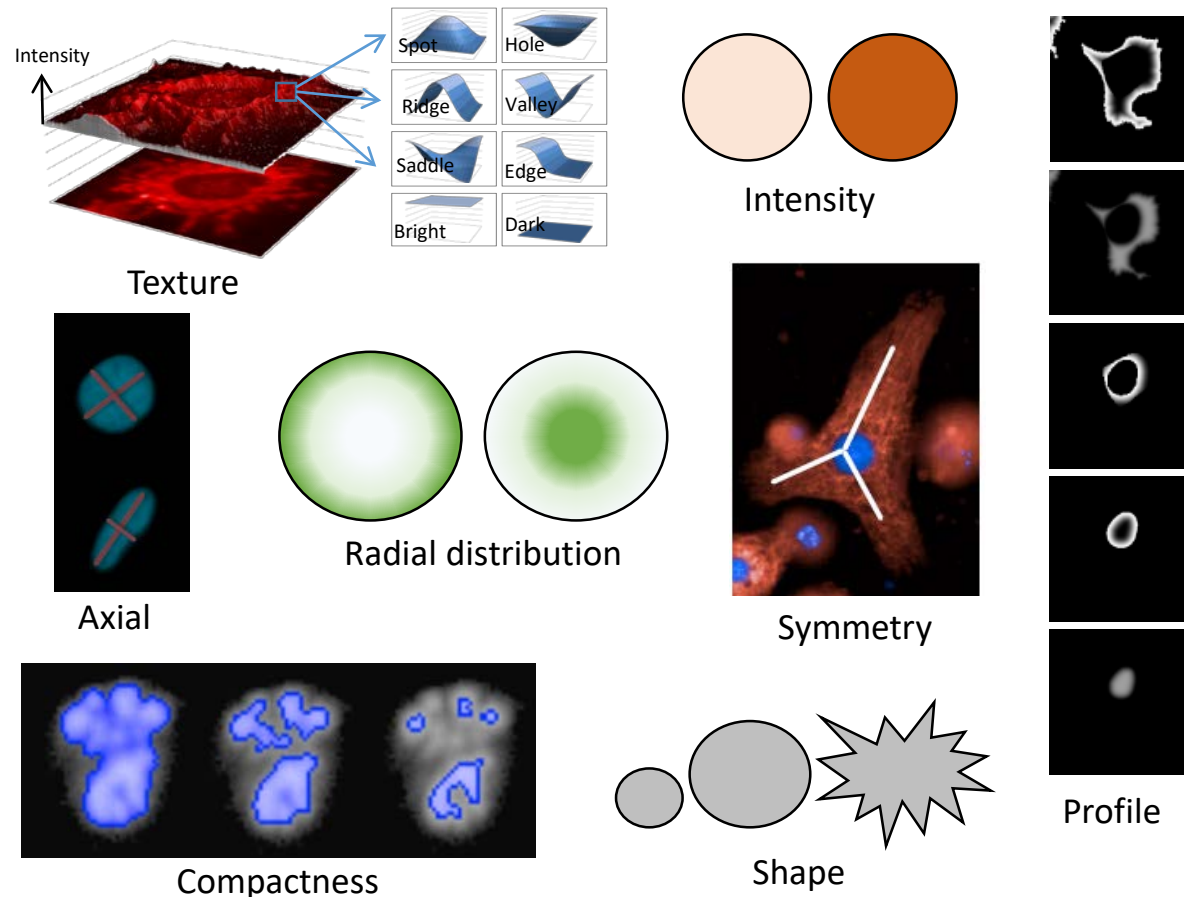 Intensity
Spot
Hole
Ridge
Valley
Saddle
Edge
Bright
Dark
Texture
Intensity
Axial
Radial distribution
Symmetry
Compactness
Shape
Profile